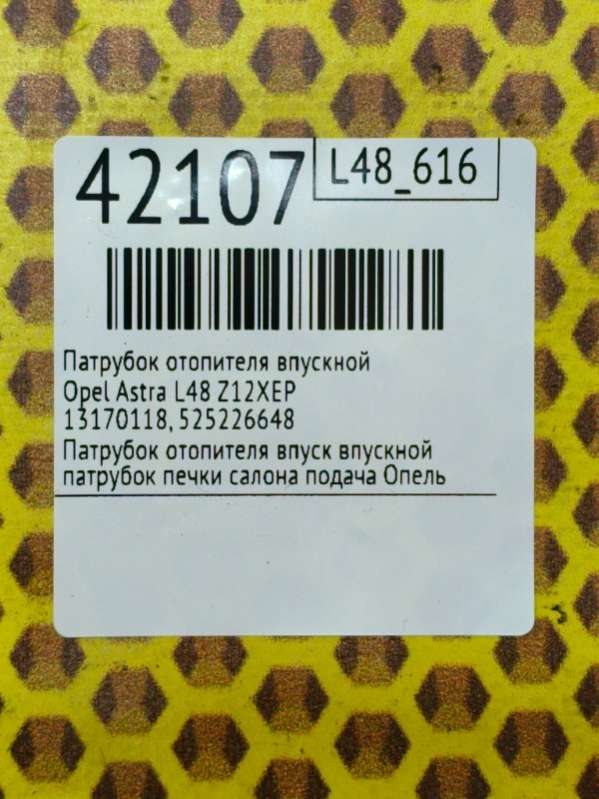 42107
L48_616
Патрубок отопителя впускной
Opel Astra L48 Z12XEP
13170118, 525226648
Патрубок отопителя впуск впускной
патрубок печки салона подача Опель